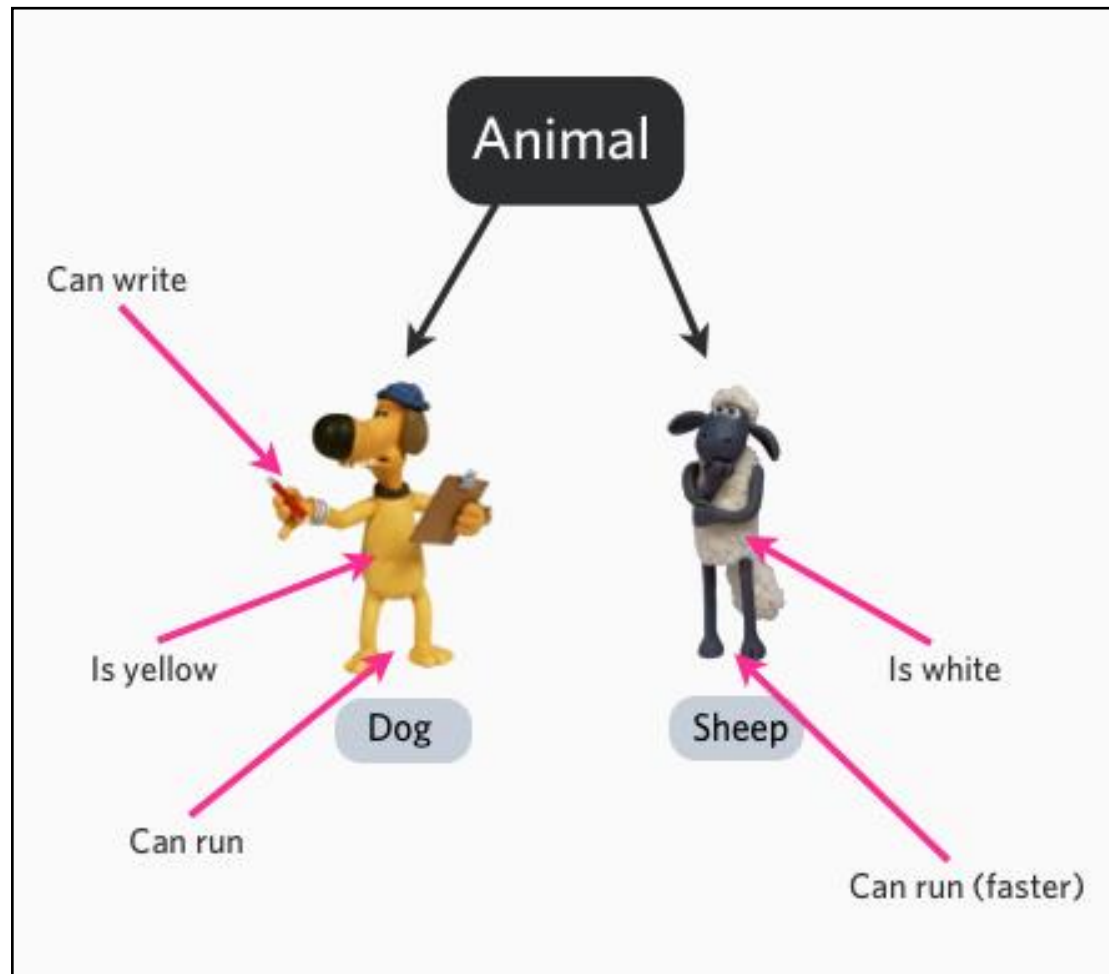 Animal
Can write
Is yellow
Is white
Dog
Sheep
Can run
Can run (faster)